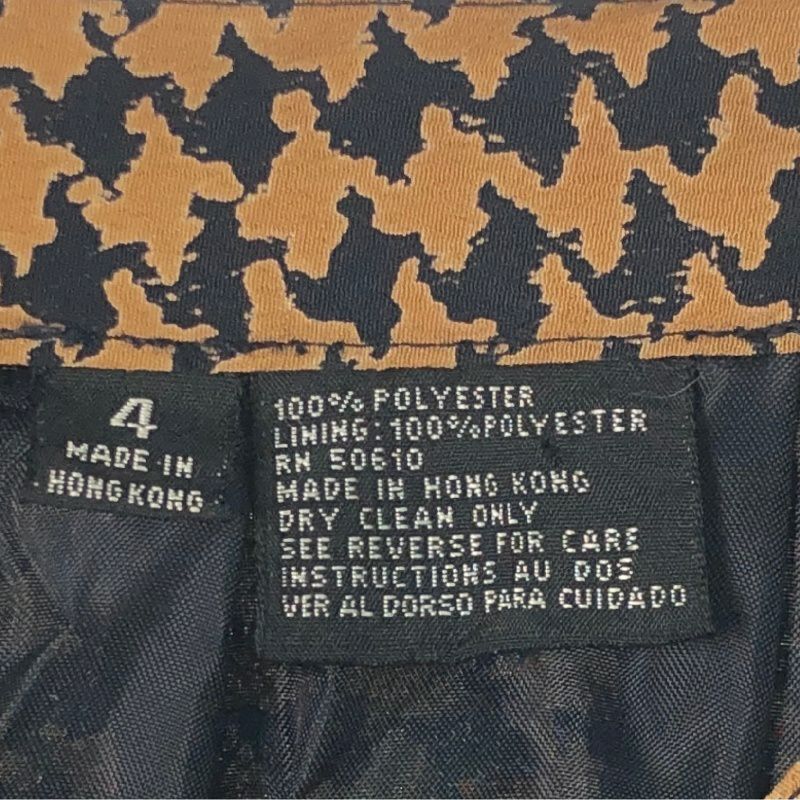 4
MADE IN
HONG KONG
100% POLYESTER
LINING: 100% POLYESTER
RN 50610
MADE IN HONG KONG
DRY CLEAN ONLY
SEE REVERSE FOR CARE
INSTRUCTIONS AU DOS
VER AL DORSO PARA CUIDADO